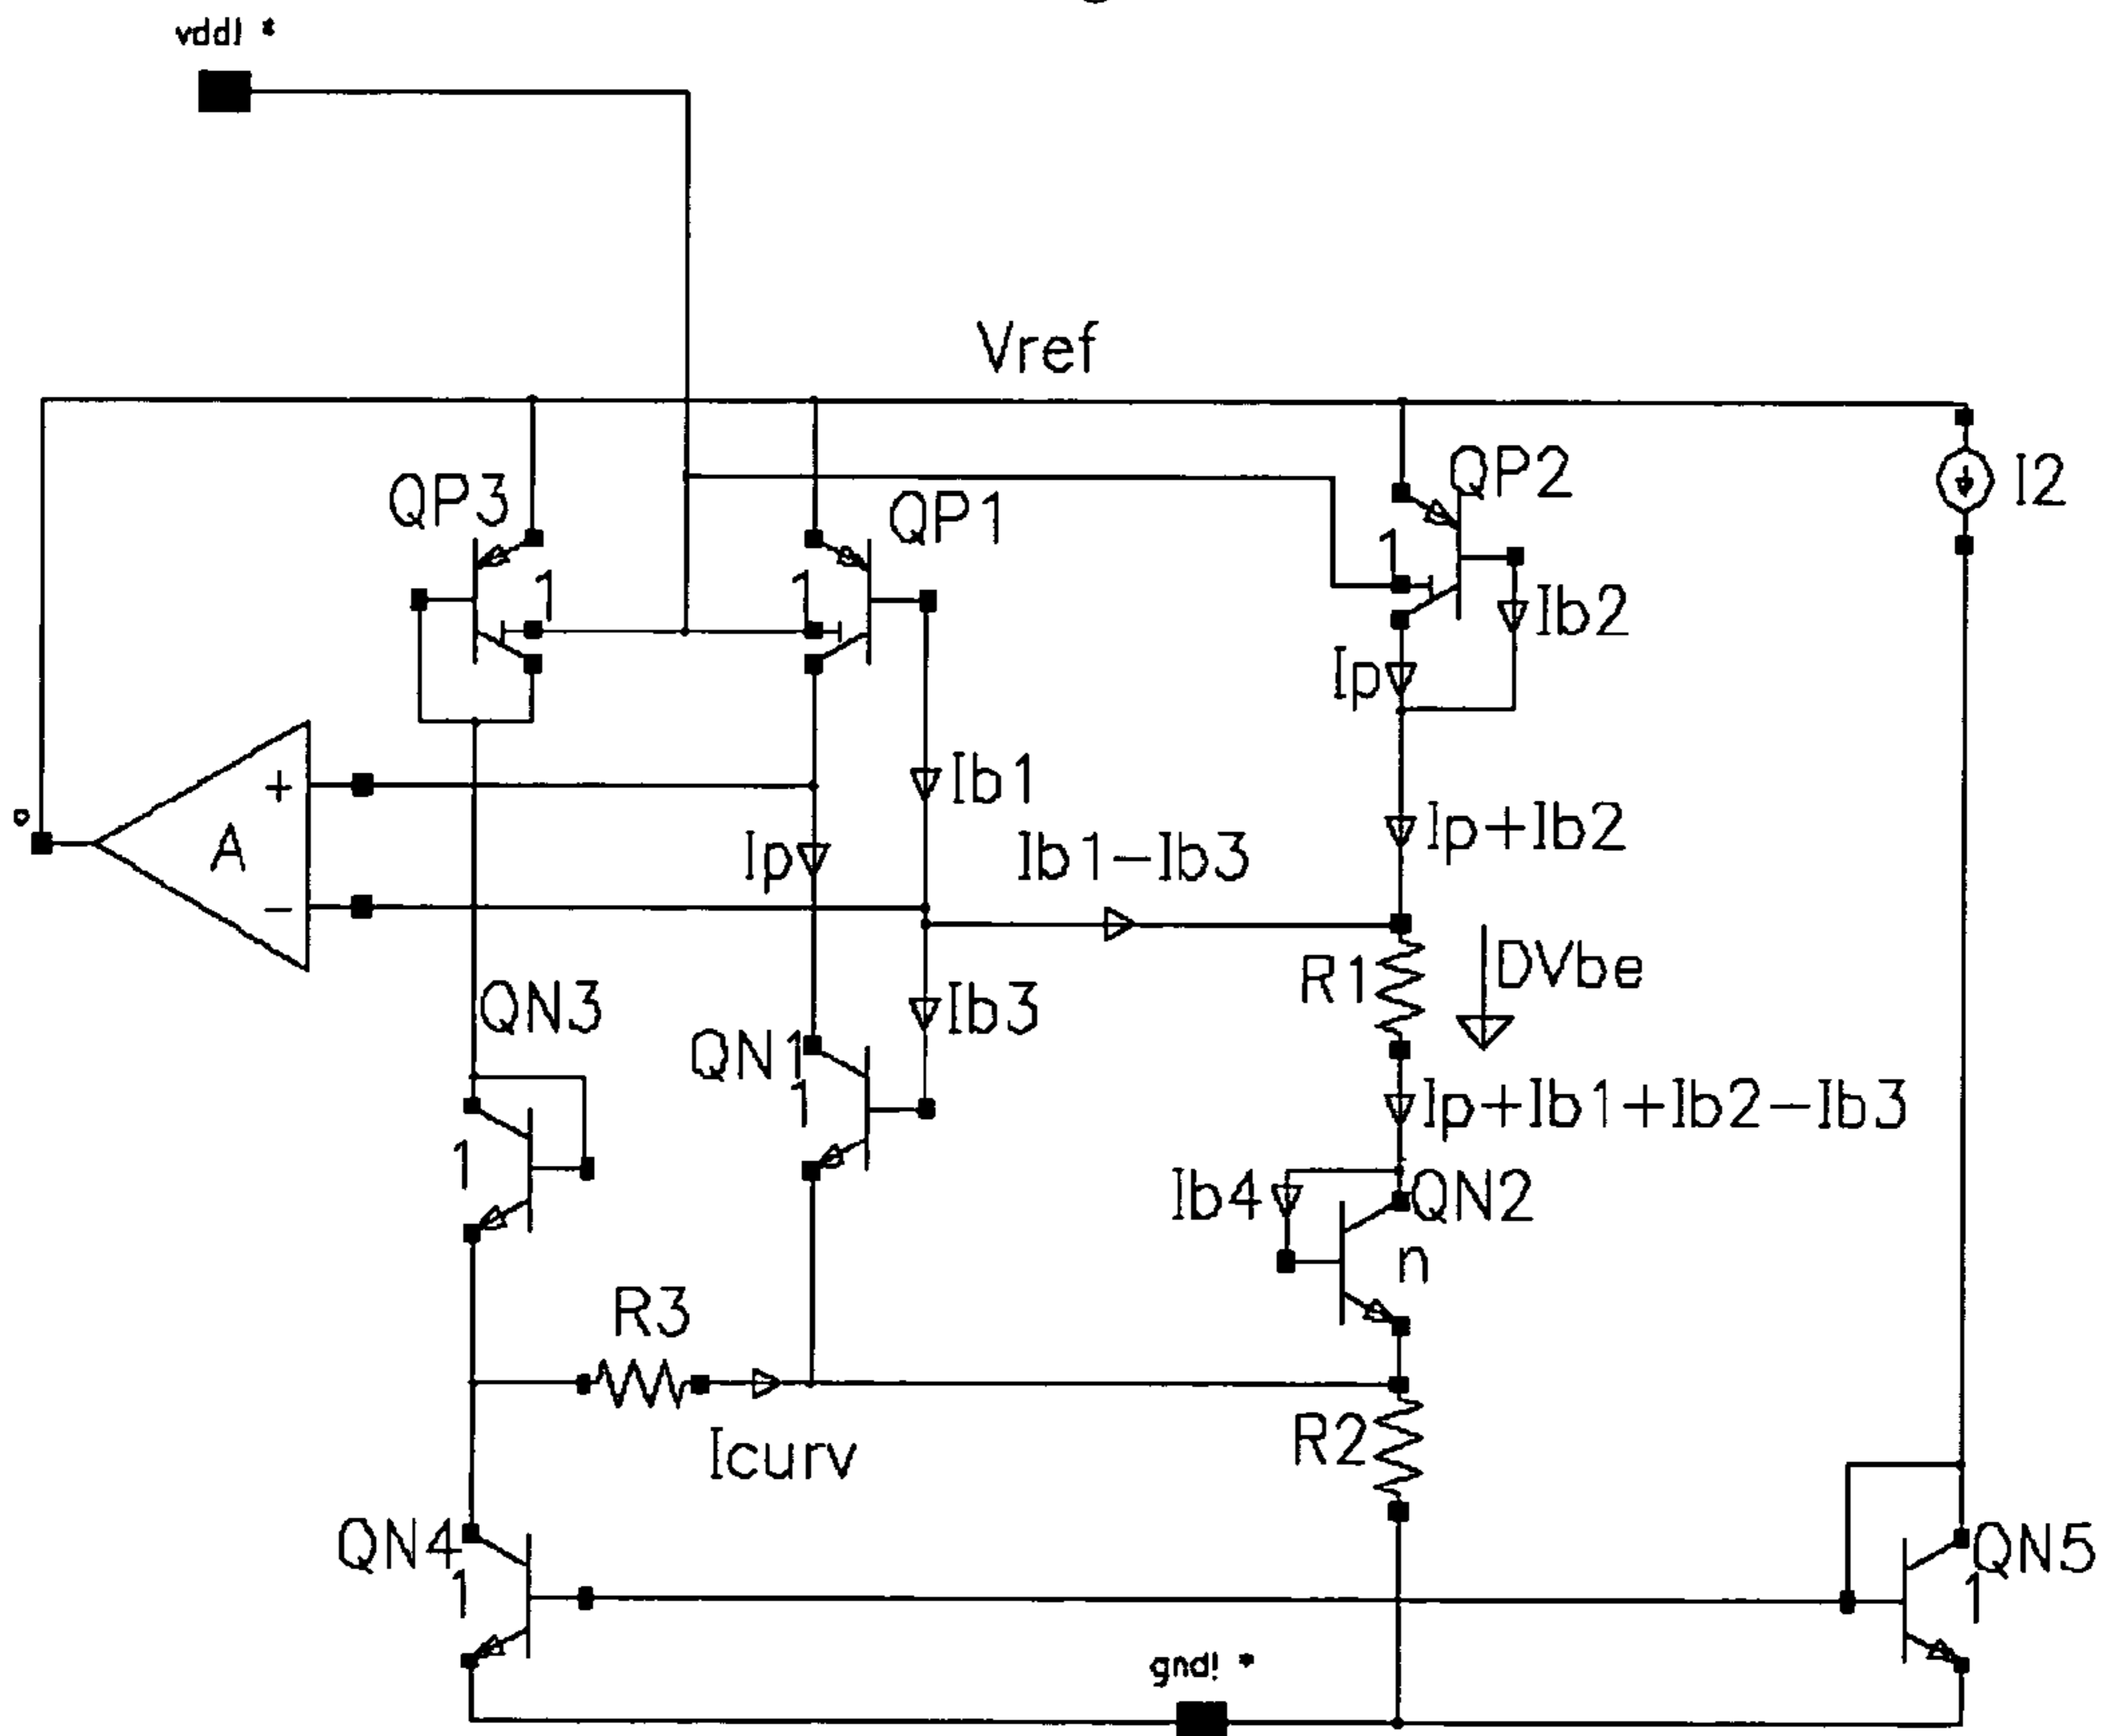 vdd! *
Vref
QP3
QP1
QP2
I2
1
1
1
Ib2
Ip
Ib1
+
A
-
Ip
Ib1-Ib3
Ip+Ib2
R1
DVbe
QN3
QN1
1
Ib3
Ip+Ib1+Ib2-Ib3
1
Ib4
QN2
n
R3
Icurv
R2
QN4
1
QN5
1
gnd! *